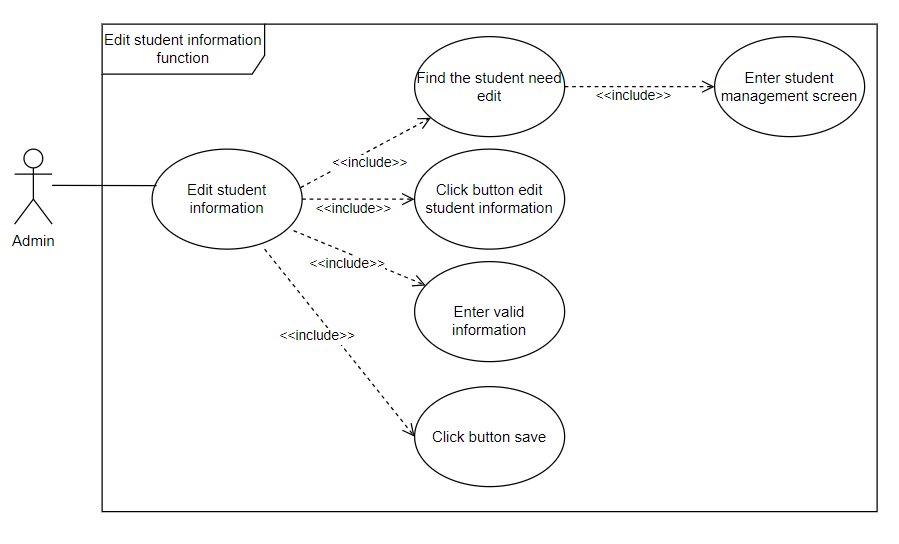 Edit student information
function
Find the student need
edit
<<include>>
Enter student
management screen
<<include>>
Edit student
information
<<include>>
Click button edit
student information
Admin
<<include>>
Enter valid
information
<<include>>
Click button save